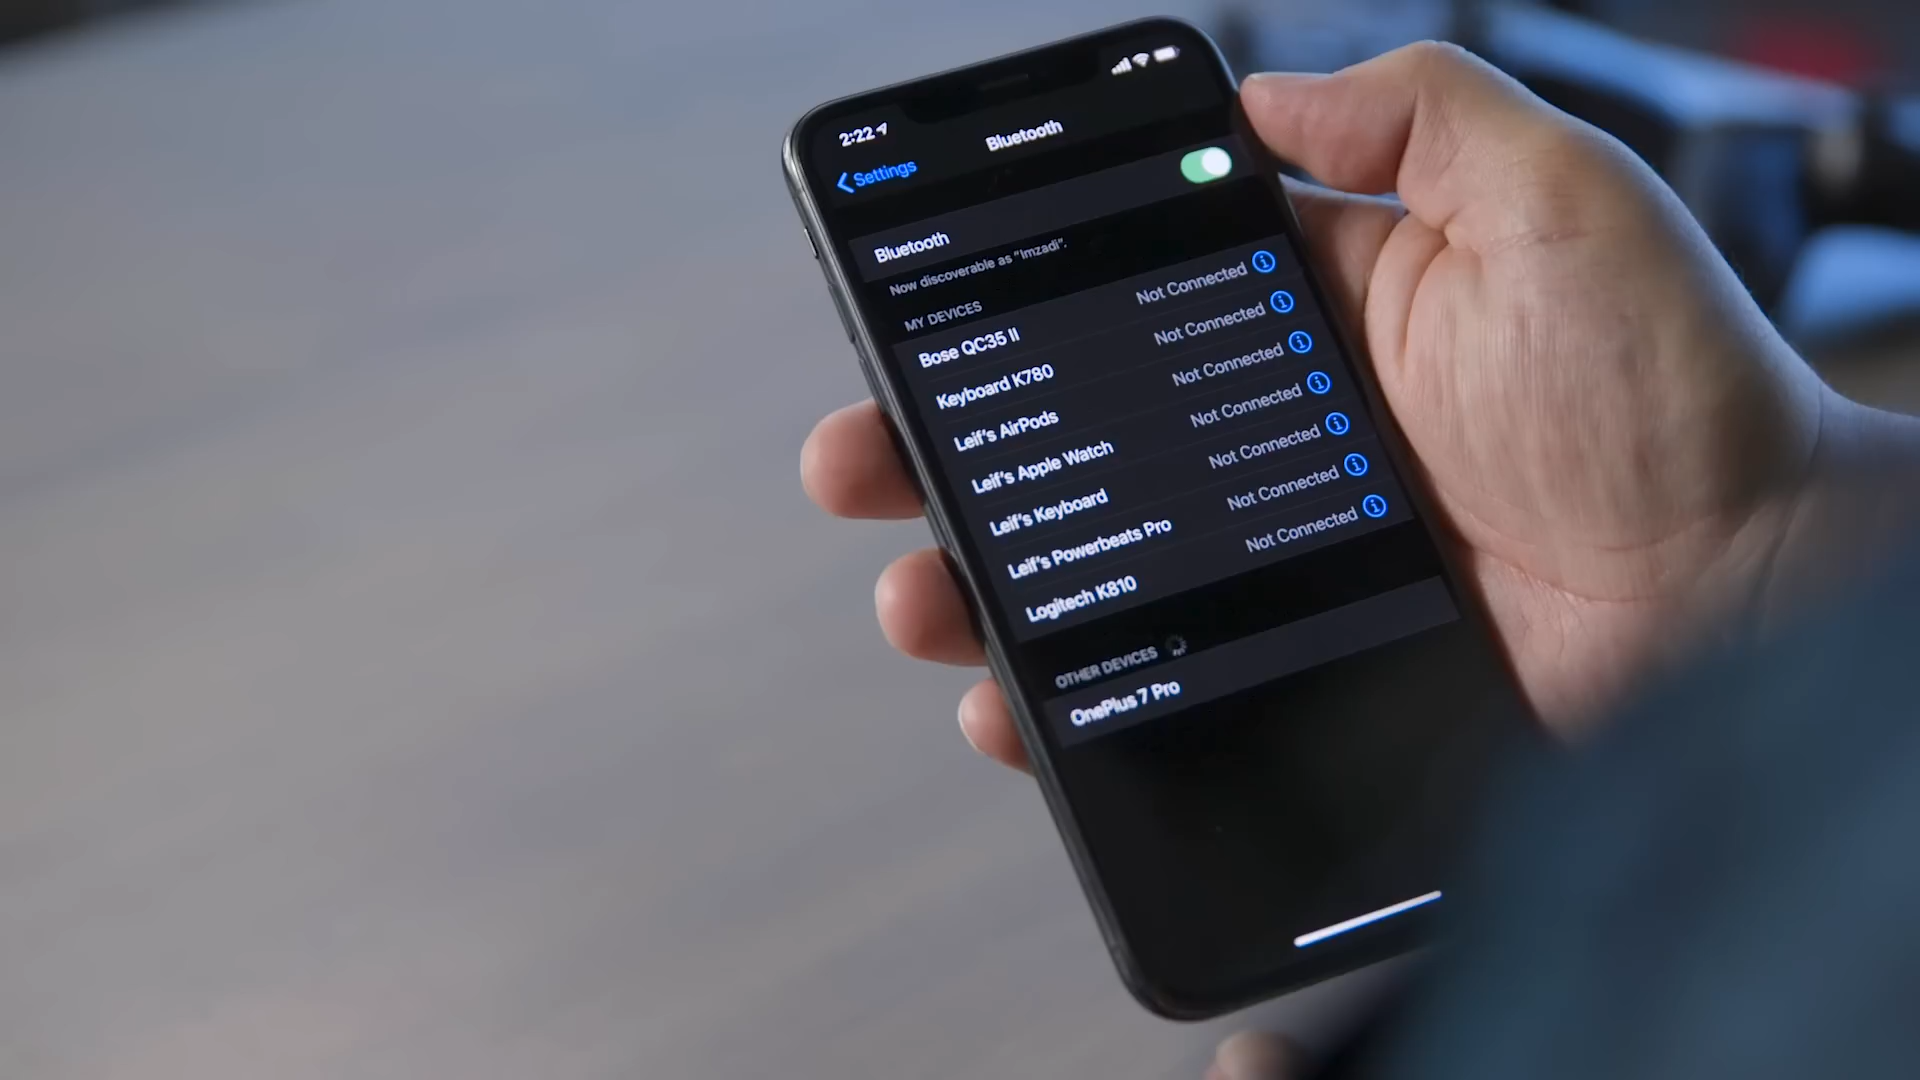 2:22
Settings
Bluetooth
Bluetooth
Now discoverable as "Imzadi".
MY DEVICES
Bose QC35 II Not Connected
Keyboard K780 Not Connected
Leif's AirPods Not Connected
Leif's Apple Watch Not Connected
Leif's Keyboard Not Connected
Leif's Powerbeats Pro Not Connected
Logitech K810 Not Connected
OTHER DEVICES
OnePlus 7 Pro